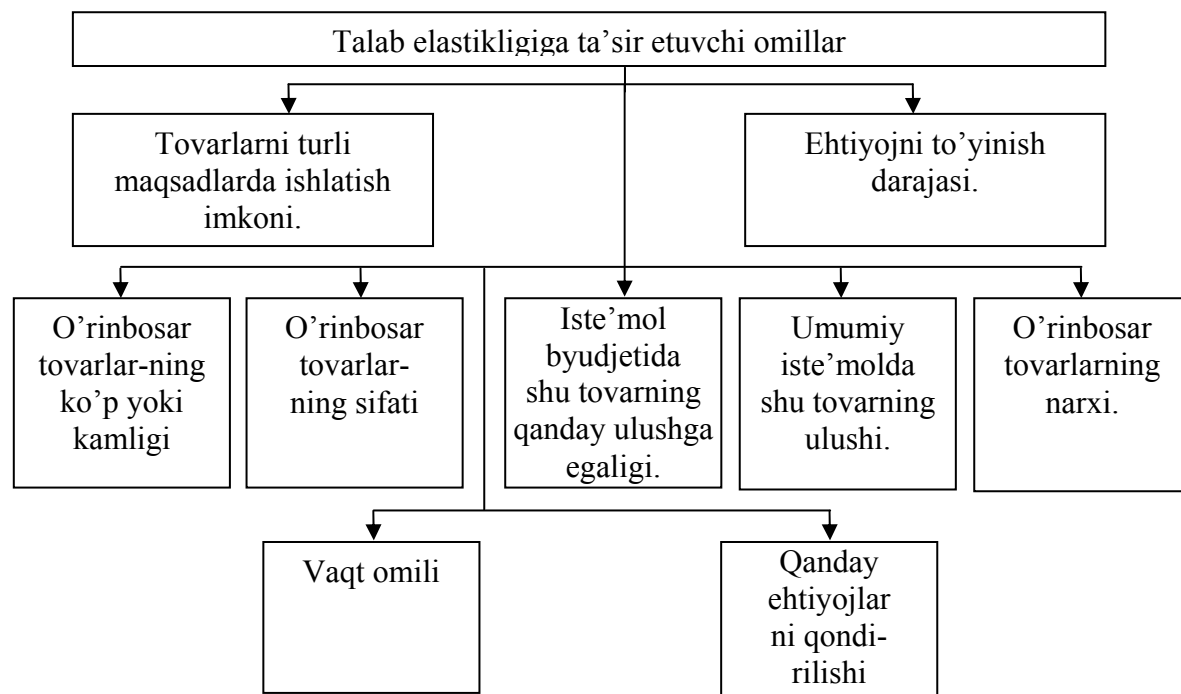 Talab elastikligiga ta’sir etuvchi omillar
Tovarlarni turli
maqsadlarda ishlatish
imkoni.
Ehtiyojni to’yinish
darajasi.
O’rinbosar
tovarlar-ning
ko’p yoki
kamligi
O’rinbosar
tovarlar-
ning sifati
Iste’mol
byudjetida
shu tovarning
qanday ulushga
egaligi.
Umumiy
iste’molda
shu tovarning
ulushi.
O’rinbosar
tovarlarning
narxi.
Vaqt omili
Qanday
ehtiyojlar
ni qondi-
rilishi